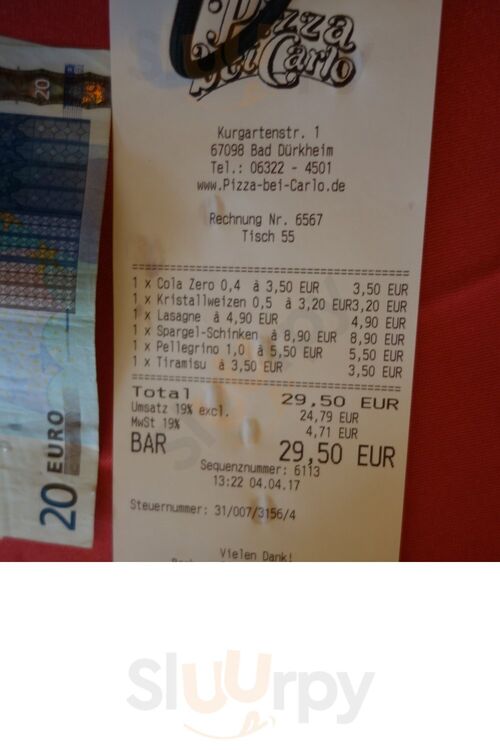 Pizza
bei Carlo
Kurgartenstr. 1
67098 Bad Dürkheim
Tel.: 06322 - 4501
www.Pizza-bei-Carlo.de
Rechnung Nr. 6567
Tisch 55
1 x Cola Zero 0,4 à 3,50 EUR 3,50 EUR
1 x Kristallweizen 0,5 à 3,20 EUR3,20 EUR
1 x Lasagne à 4,90 EUR 4,90 EUR
1 x Spargel-Schinken à 8,90 EUR 8,90 EUR
1 x Pellegrino 1,0 à 5,50 EUR 5,50 EUR
1 x Tiramisu à 3,50 EUR 3,50 EUR
Total 29,50 EUR
Umsatz 19% excl. 24,79 EUR
MwSt 19% 4,71 EUR
BAR 29,50 EUR
Sequenznummer: 6113
13:22 04.04.17
Steuernummer: 31/007/3156/4
Vielen Dank!
20
20 EURO
Sluurpy